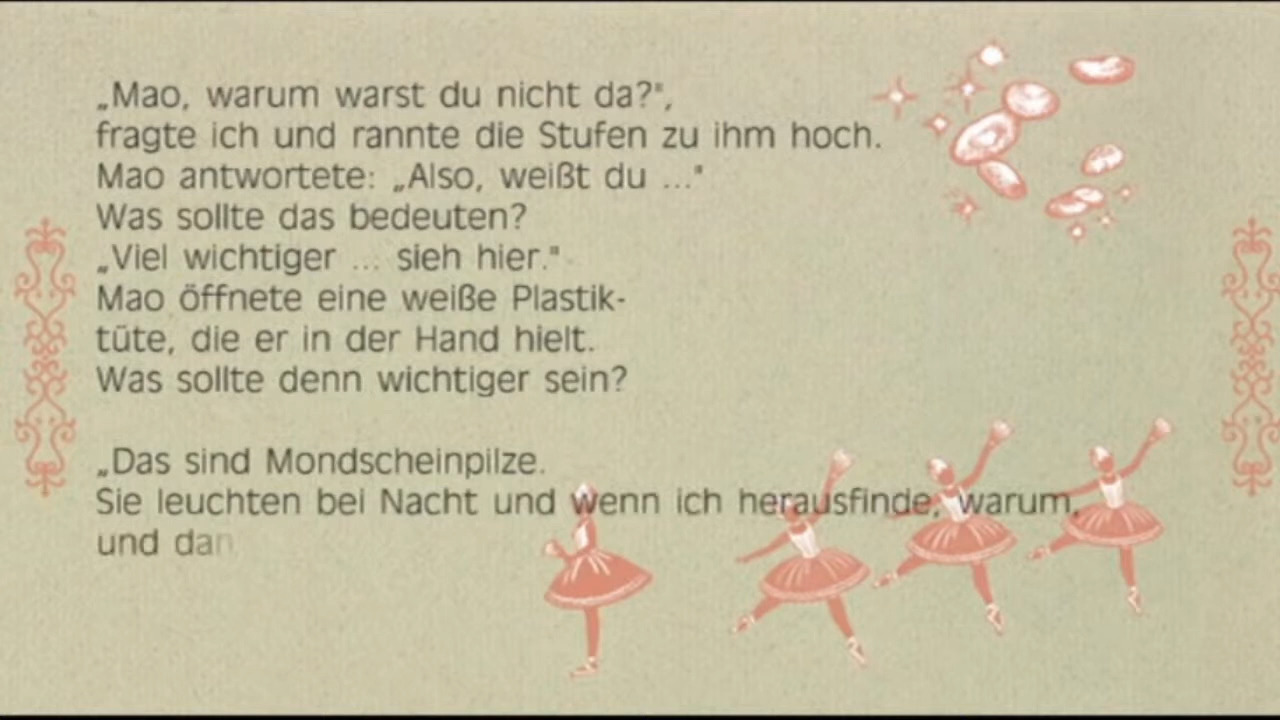 „Mao, warum warst du nicht da?",
fragte ich und rannte die Stufen zu ihm hoch.
Mao antwortete: „Also, weißt du ..."
Was sollte das bedeuten?
„Viel wichtiger ... sieh hier."
Mao öffnete eine weiße Plastik-
tüte, die er in der Hand hielt.
Was sollte denn wichtiger sein?
„Das sind Mondscheinpilze.
Sie leuchten bei Nacht und wenn ich herausfinde, warum,
und dan